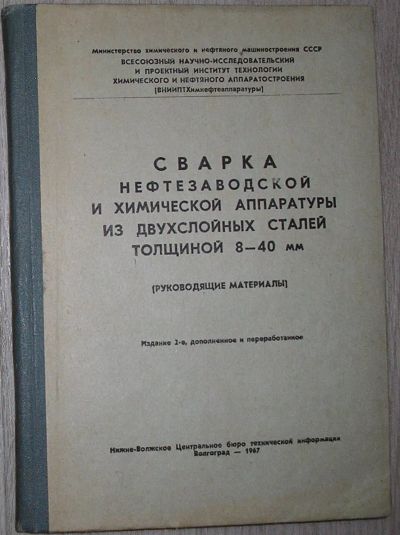 Министерство химического и нефтяного машиностроения СССР
ВСЕСОЮЗНЫЙ НАУЧНО-ИССЛЕДОВАТЕЛЬСКИЙ
И ПРОЕКТНЫЙ ИНСТИТУТ ТЕХНОЛОГИИ
ХИМИЧЕСКОГО И НЕФТЯНОГО АППАРАТОСТРОЕНИЯ
(ВНИИПТХимнефтеаппаратуры)
СВАРКА
НЕФТЕЗАВОДСКОЙ
И ХИМИЧЕСКОЙ АППАРАТУРЫ
ИЗ ДВУХСЛОЙНЫХ СТАЛЕЙ
ТОЛЩИНОЙ 8—40 мм
(РУКОВОДЯЩИЕ МАТЕРИАЛЫ)
Издание 2-е, дополненное и переработанное
Нижне-Волжское Центральное бюро технической информации
Волгоград — 1967